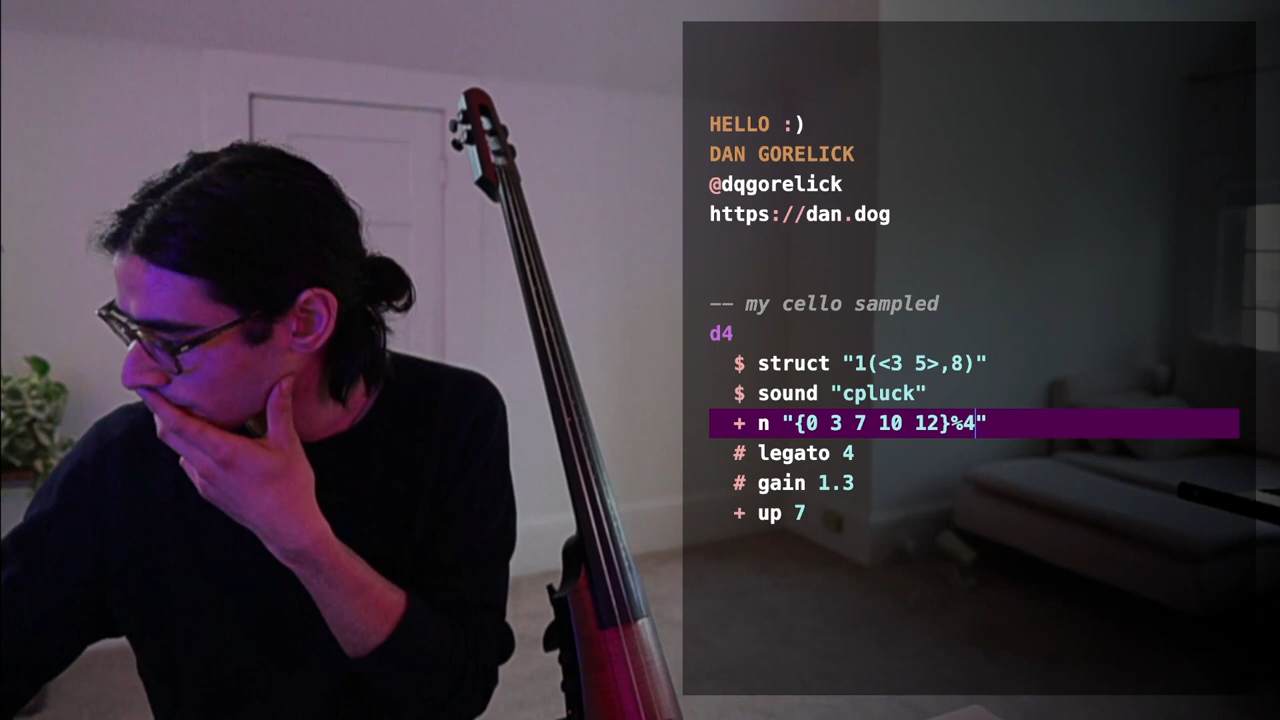 HELLO :)
DAN GORELICK
@dqgorelick
https://dan.dog
-- my cello sampled
d4
$ struct "1(<3 5>,8)"
$ sound "cpluck"
+ n "{0 3 7 10 12}%4"
# legato 4
# gain 1.3
+ up 7